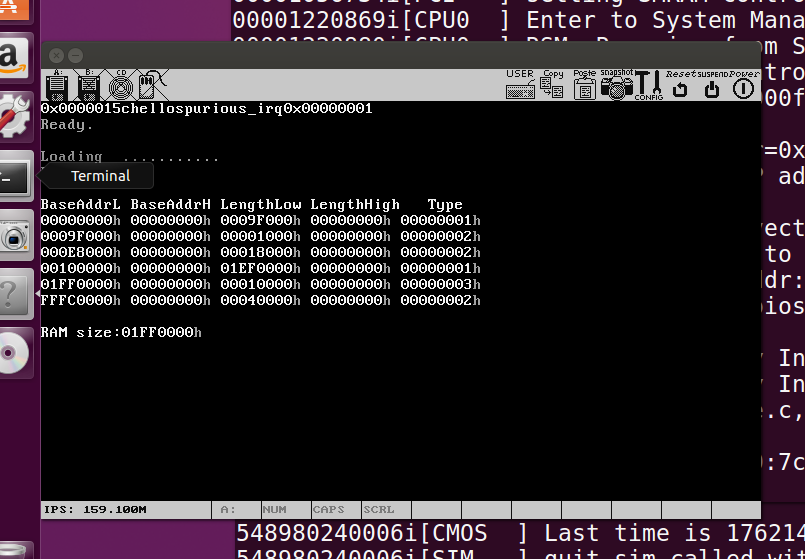 ] Enter to System Mana
A: B: CD USER Copy Paste snapshot CONFIG Reset SUSPEND Power
0x0000015chellospurious_irq0x00000001
Ready.
Loading ...........
Terminal
BaseAddrL BaseAddrH LengthLow LengthHigh Type
00000000h 00000000h 0009F000h 00000000h 00000001h
0009F000h 00000000h 00001000h 00000000h 00000002h
000E8000h 00000000h 00018000h 00000000h 00000002h
00100000h 00000000h 01EF0000h 00000000h 00000001h
01FF0000h 00000000h 00010000h 00000000h 00000003h
FFFC0000h 00000000h 00040000h 00000000h 00000002h
RAM size:01FF0000h
IPS: 159.100M A: NUM CAPS SCRL
548980240006i[CMOS ] Last time is 176214